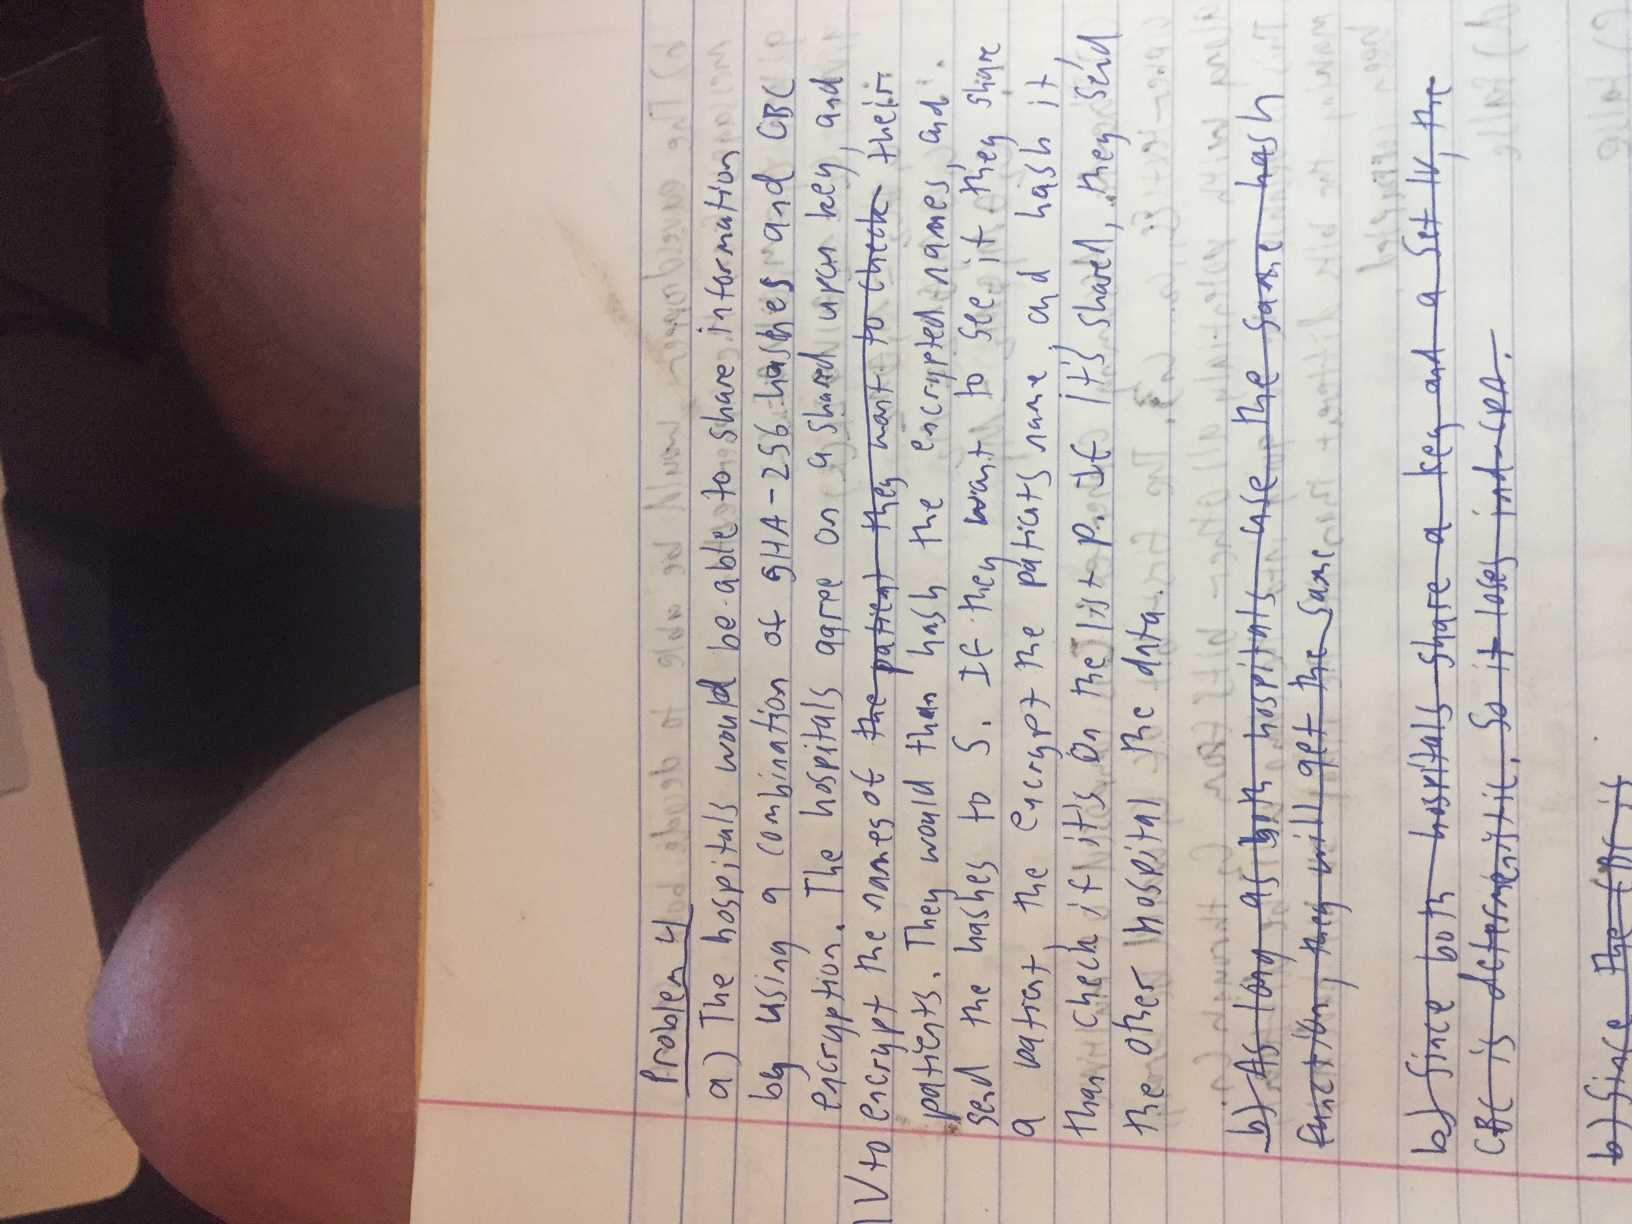 Problem 4
a) The hospitals would be able to share information
by using a combination of SHA-256 hashes and CBC
encryption. The hospitals agree on a shared upon key, and
IV to encrypt the names of the patient they want to check their
patients. They would than hash the encrypted names, and
send the hashes to S. If they want to see if they share
a patient, the encrypt the patients name, and hash it,
than check if it's on the list P. If it's shared, they send
the other hospital the data.
b) As long as both hospitals use the same hash
function, they will get the same
b) Since both hospitals share a key and a set IV, the
CBC is determenistic. So it loses ind-CPA.
b) Since the CBC is